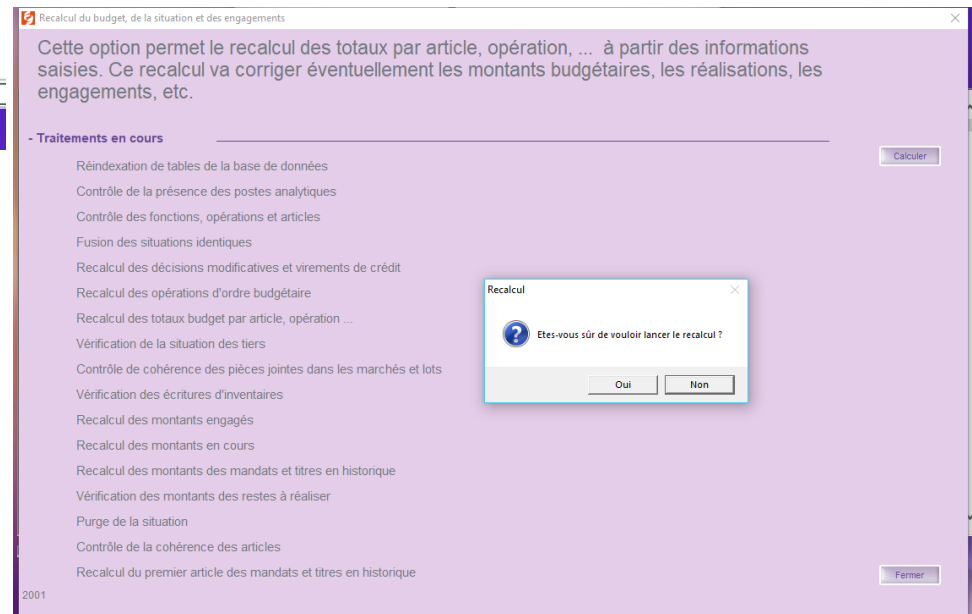 Recalcul du budget, de la situation et des engagements
Cette option permet le recalcul des totaux par article, opération, ... à partir des informations
saisies. Ce recalcul va corriger éventuellement les montants budgétaires, les réalisations, les
engagements, etc.
- Traitements en cours
Calculer
Réindexation de tables de la base de données
Contrôle de la présence des postes analytiques
Contrôle des fonctions, opérations et articles
Fusion des situations identiques
Recalcul des décisions modificatives et virements de crédit
Recalcul des opérations d'ordre budgétaire
Recalcul des totaux budget par article, opération ...
Vérification de la situation des tiers
Contrôle de cohérence des pièces jointes dans les marchés et lots
Vérification des écritures d'inventaires
Recalcul des montants engagés
Recalcul des montants en cours
Recalcul des montants des mandats et titres en historique
Vérification des montants des restes à réaliser
Purge de la situation
Contrôle de la cohérence des articles
Recalcul du premier article des mandats et titres en historique
Recalcul
Etes-vous sûr de vouloir lancer le recalcul ?
Oui
Non
Fermer
2001